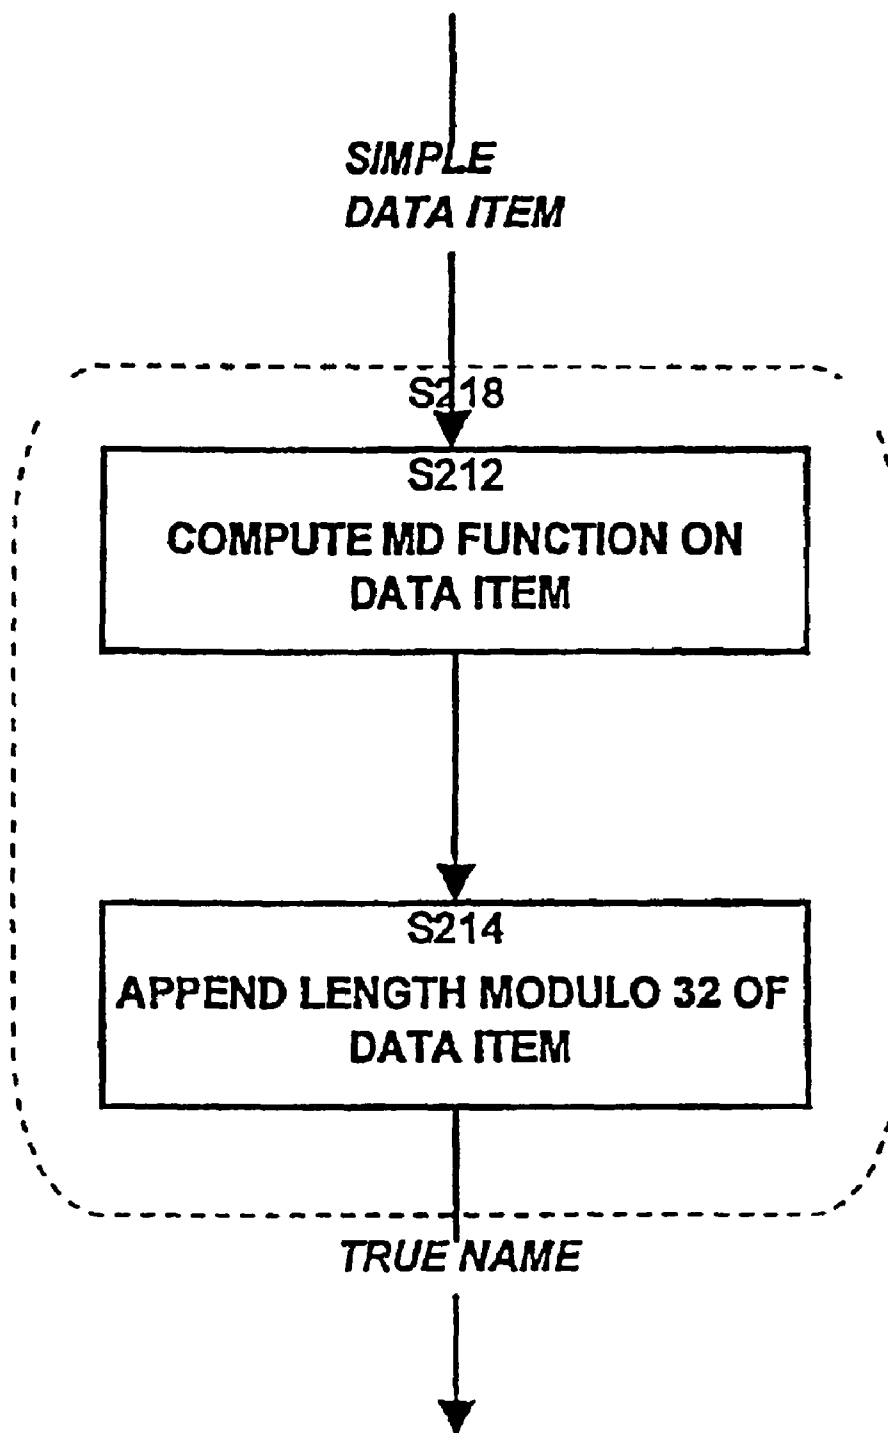 SIMPLE
DATA ITEM
S218
S212
COMPUTE MD FUNCTION ON
DATA ITEM
S214
APPEND LENGTH MODULO 32 OF
DATA ITEM
TRUE NAME